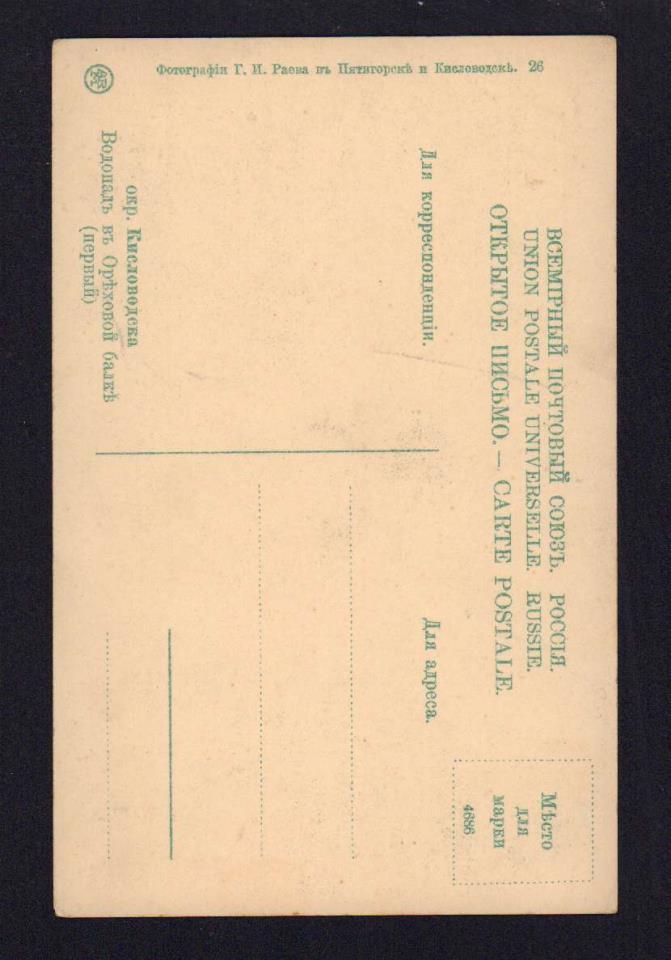 ВСЕМІРНЫЙ ПОЧТОВЫЙ СОЮЗЪ. РОССІЯ.
UNION POSTALE UNIVERSELLE. RUSSIE.
ОТКРЫТОЕ ПИСЬМО. — CARTE POSTALE.
Мѣсто
для
марки
4686
Для корреспонденціи.
Для адреса.
окр. Кисловодска
Водопадъ въ Орѣховой балкѣ
(первый)
Фотографія Г. И. Раева въ Пятигорскѣ и Кисловодскѣ. 26